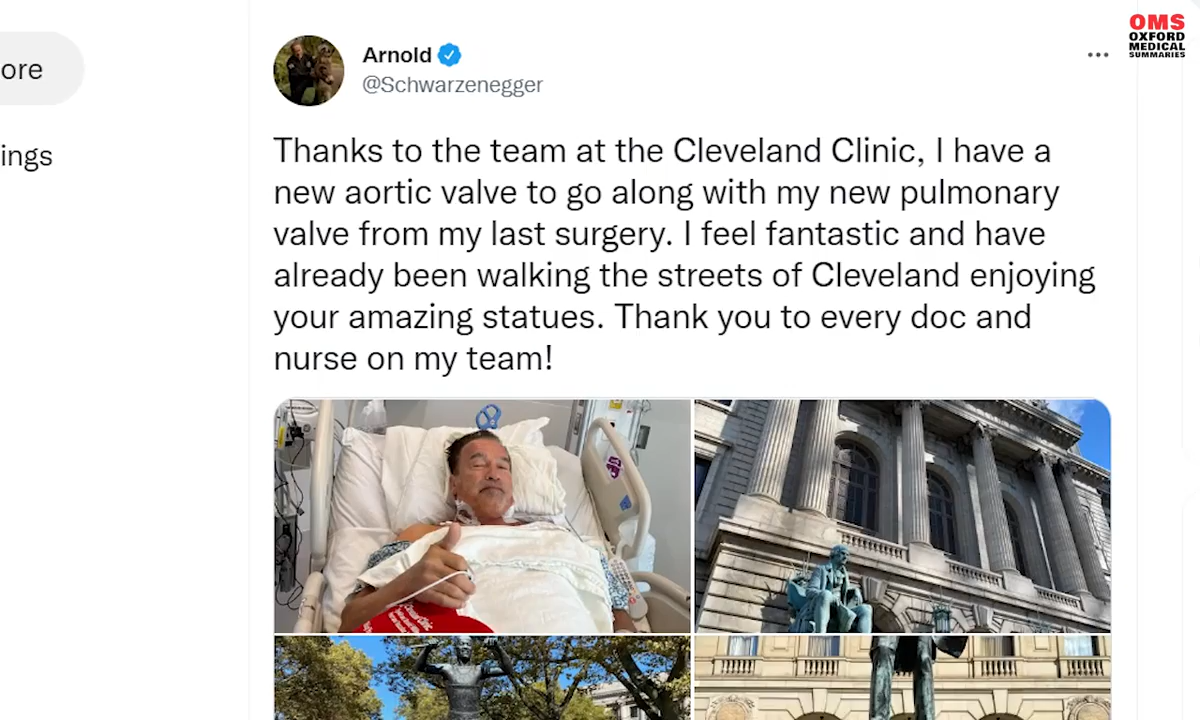 OMS
OXFORD
MEDICAL
SUMMARIES
ore
ings
Arnold
@Schwarzenegger
Thanks to the team at the Cleveland Clinic, I have a
new aortic valve to go along with my new pulmonary
valve from my last surgery. I feel fantastic and have
already been walking the streets of Cleveland enjoying
your amazing statues. Thank you to every doc and
nurse on my team!